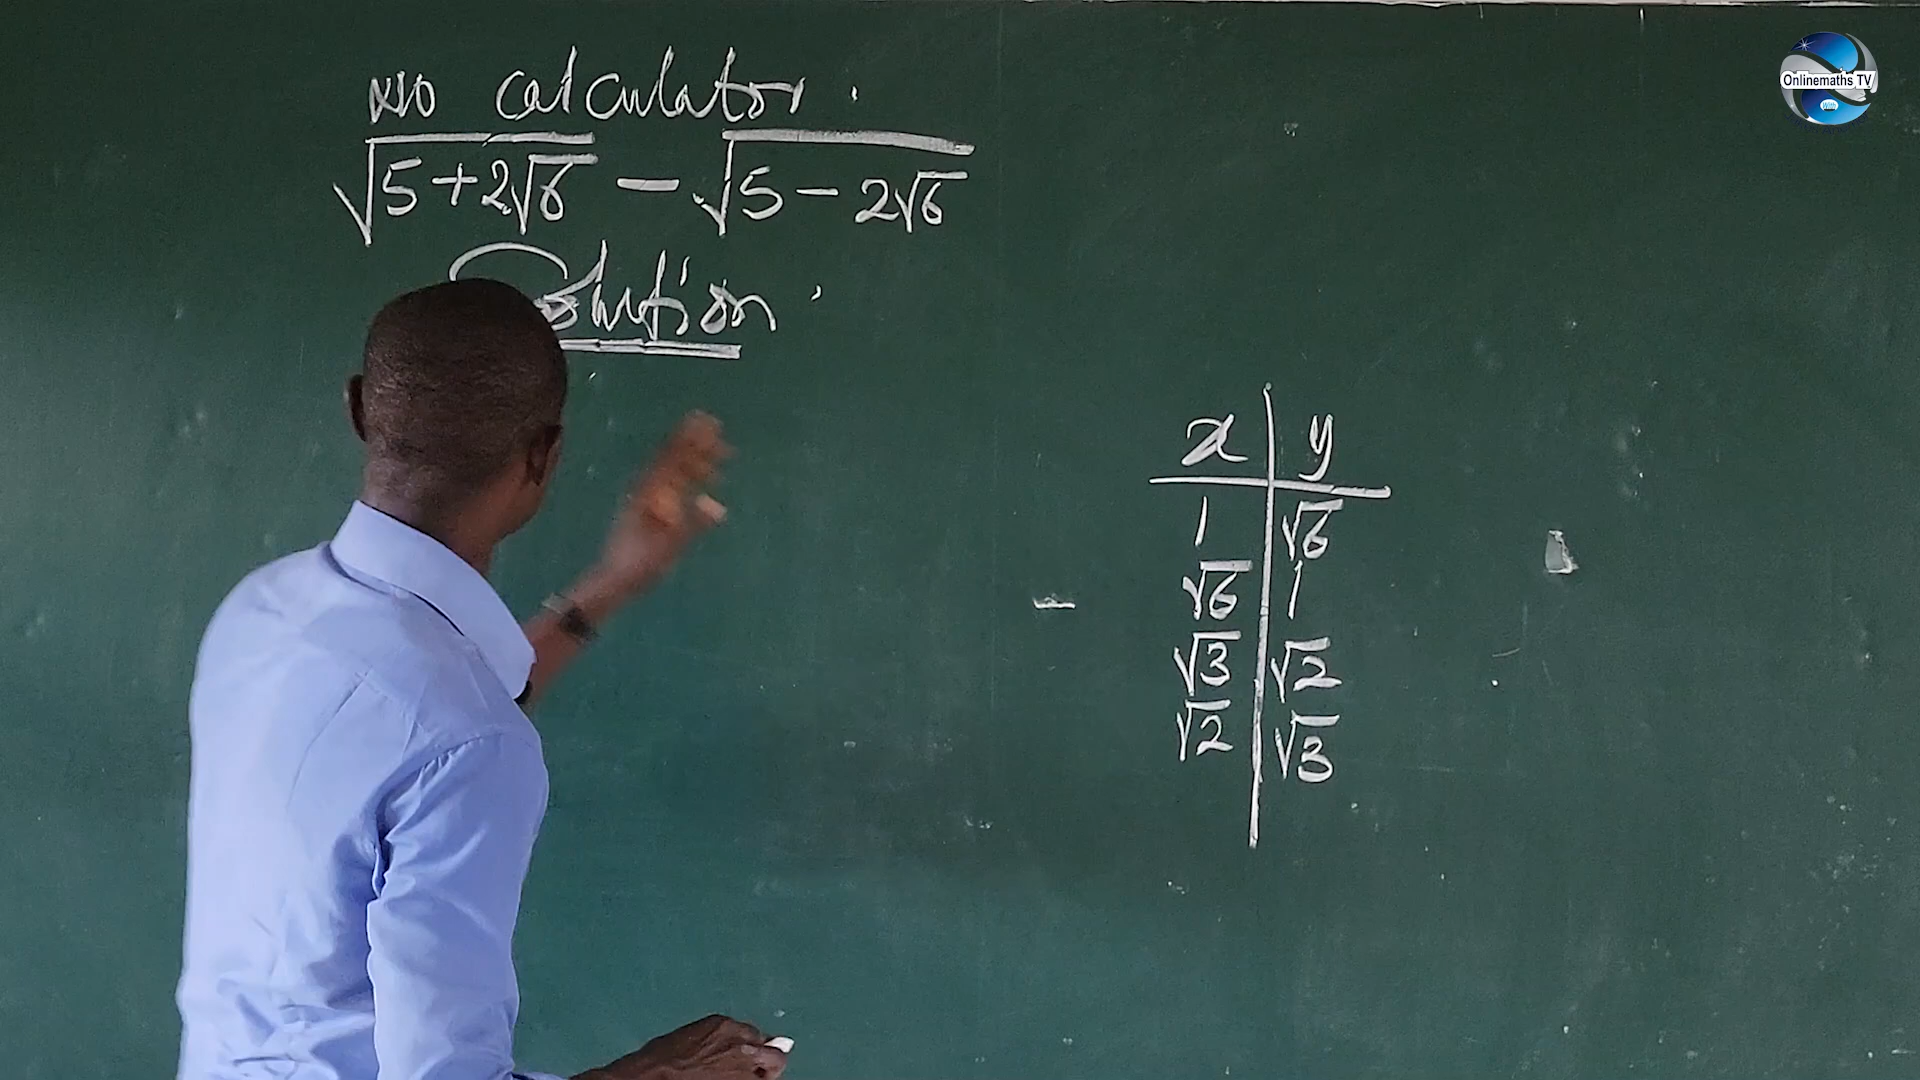 No calculator.
√5+2√6 − √5 − 2√6
Solution.
x y
1 √6
√6 1
√3 √2
√2 √3
Onlinemaths TV
With